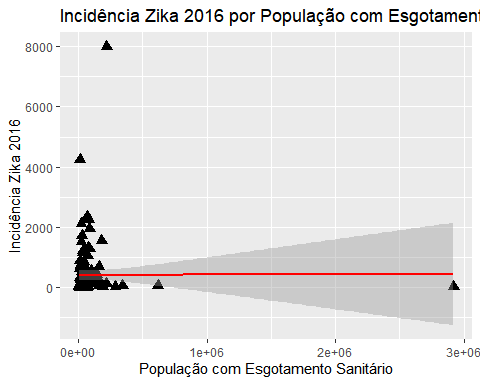 Incidência Zika 2016 por População com Esgotament
8000
6000
4000
2000
0
Incidência Zika 2016
0e+00
1e+06
2e+06
3e+06
População com Esgotamento Sanitário